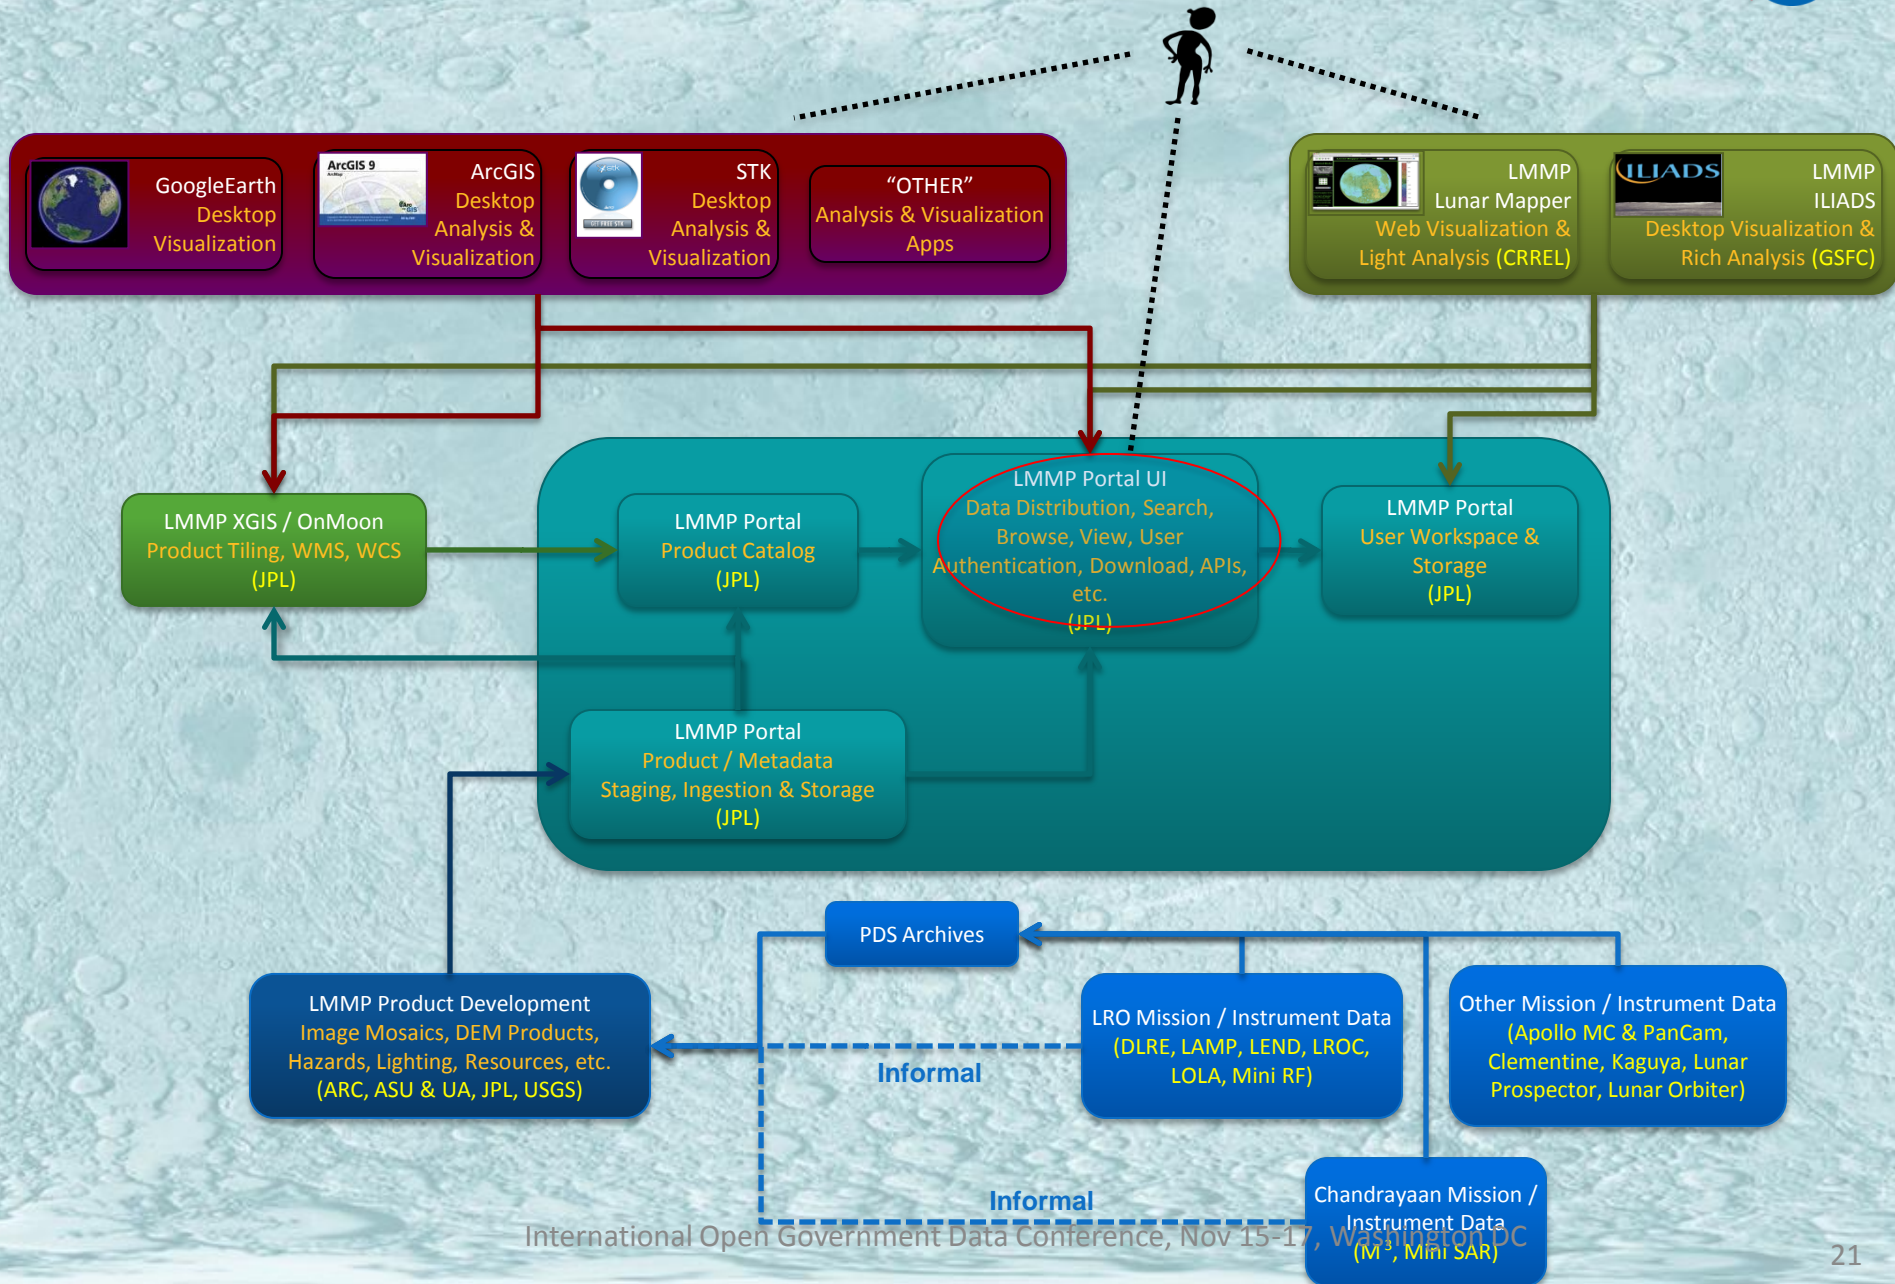 GoogleEarth
Desktop
Visualization
ArcGIS 9
ArcMap
ArcGIS
Desktop
Analysis &
Visualization
STK
Desktop
Analysis &
Visualization
"OTHER"
Analysis & Visualization
Apps
LMMP
Lunar Mapper
Web Visualization &
Light Analysis (CRREL)
ILIADS
LMMP
ILIADS
Desktop Visualization &
Rich Analysis (GSFC)
LMMP XGIS / OnMoon
Product Tiling, WMS, WCS
(JPL)
LMMP Portal
Product Catalog
(JPL)
LMMP Portal UI
Data Distribution, Search,
Browse, View, User
Authentication, Download, APIs,
etc.
(JPL)
LMMP Portal
User Workspace &
Storage
(JPL)
LMMP Portal
Product / Metadata
Staging, Ingestion & Storage
(JPL)
PDS Archives
LMMP Product Development
Image Mosaics, DEM Products,
Hazards, Lighting, Resources, etc.
(ARC, ASU & UA, JPL, USGS)
Informal
LRO Mission / Instrument Data
(DLRE, LAMP, LEND, LROC,
LOLA, Mini RF)
Other Mission / Instrument Data
(Apollo MC & PanCam,
Clementine, Kaguya, Lunar
Prospector, Lunar Orbiter)
Informal
Chandrayaan Mission /
Instrument Data
(M³, Mini SAR)
International Open Government Data Conference, Nov 15-17, Washington DC
21